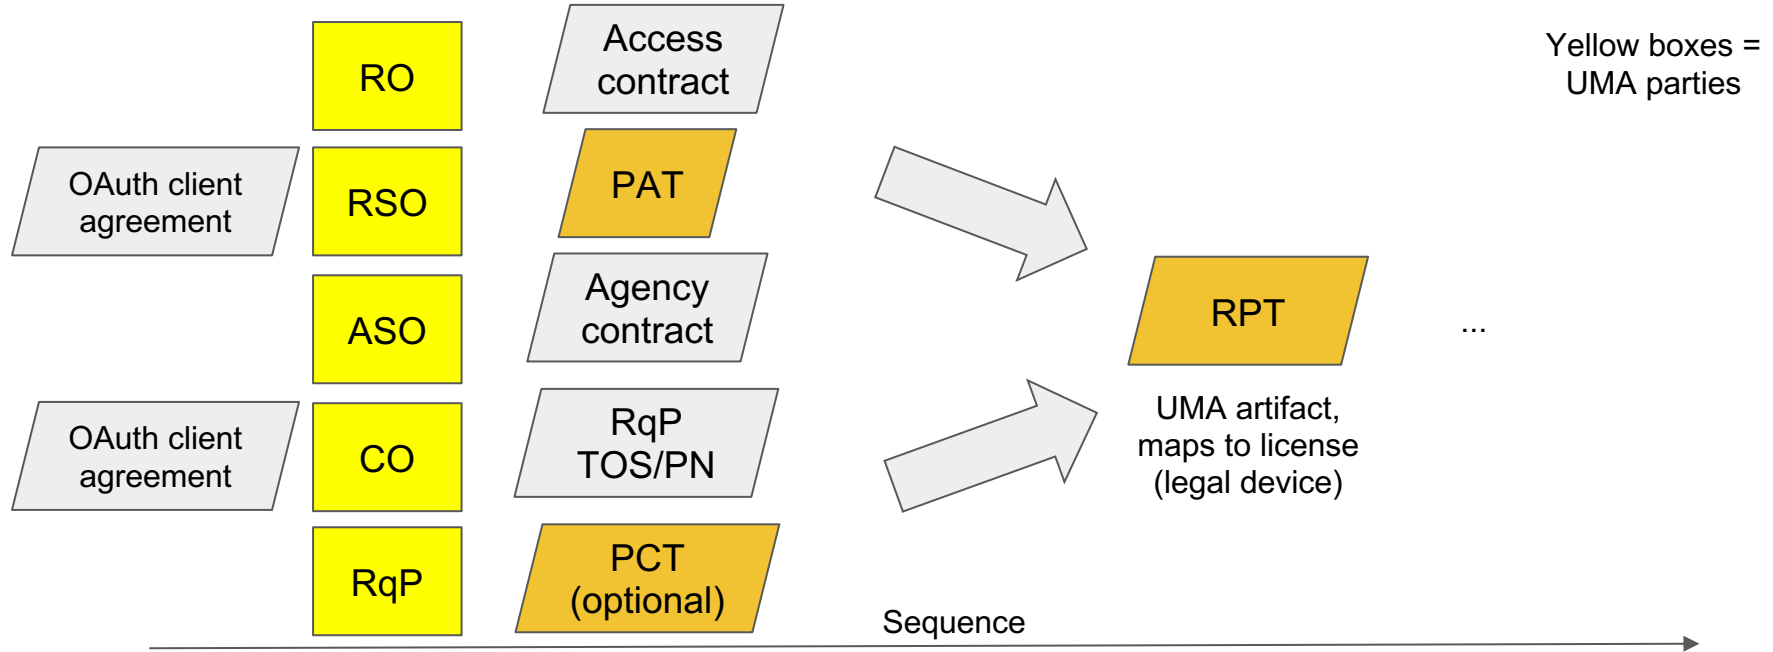 RO
Access
contract
Yellow boxes =
UMA parties
OAuth client
agreement
RSO
PAT
ASO
Agency
contract
RPT
...
OAuth client
agreement
CO
RqP
TOS/PN
UMA artifact,
maps to license
(legal device)
RqP
PCT
(optional)
Sequence